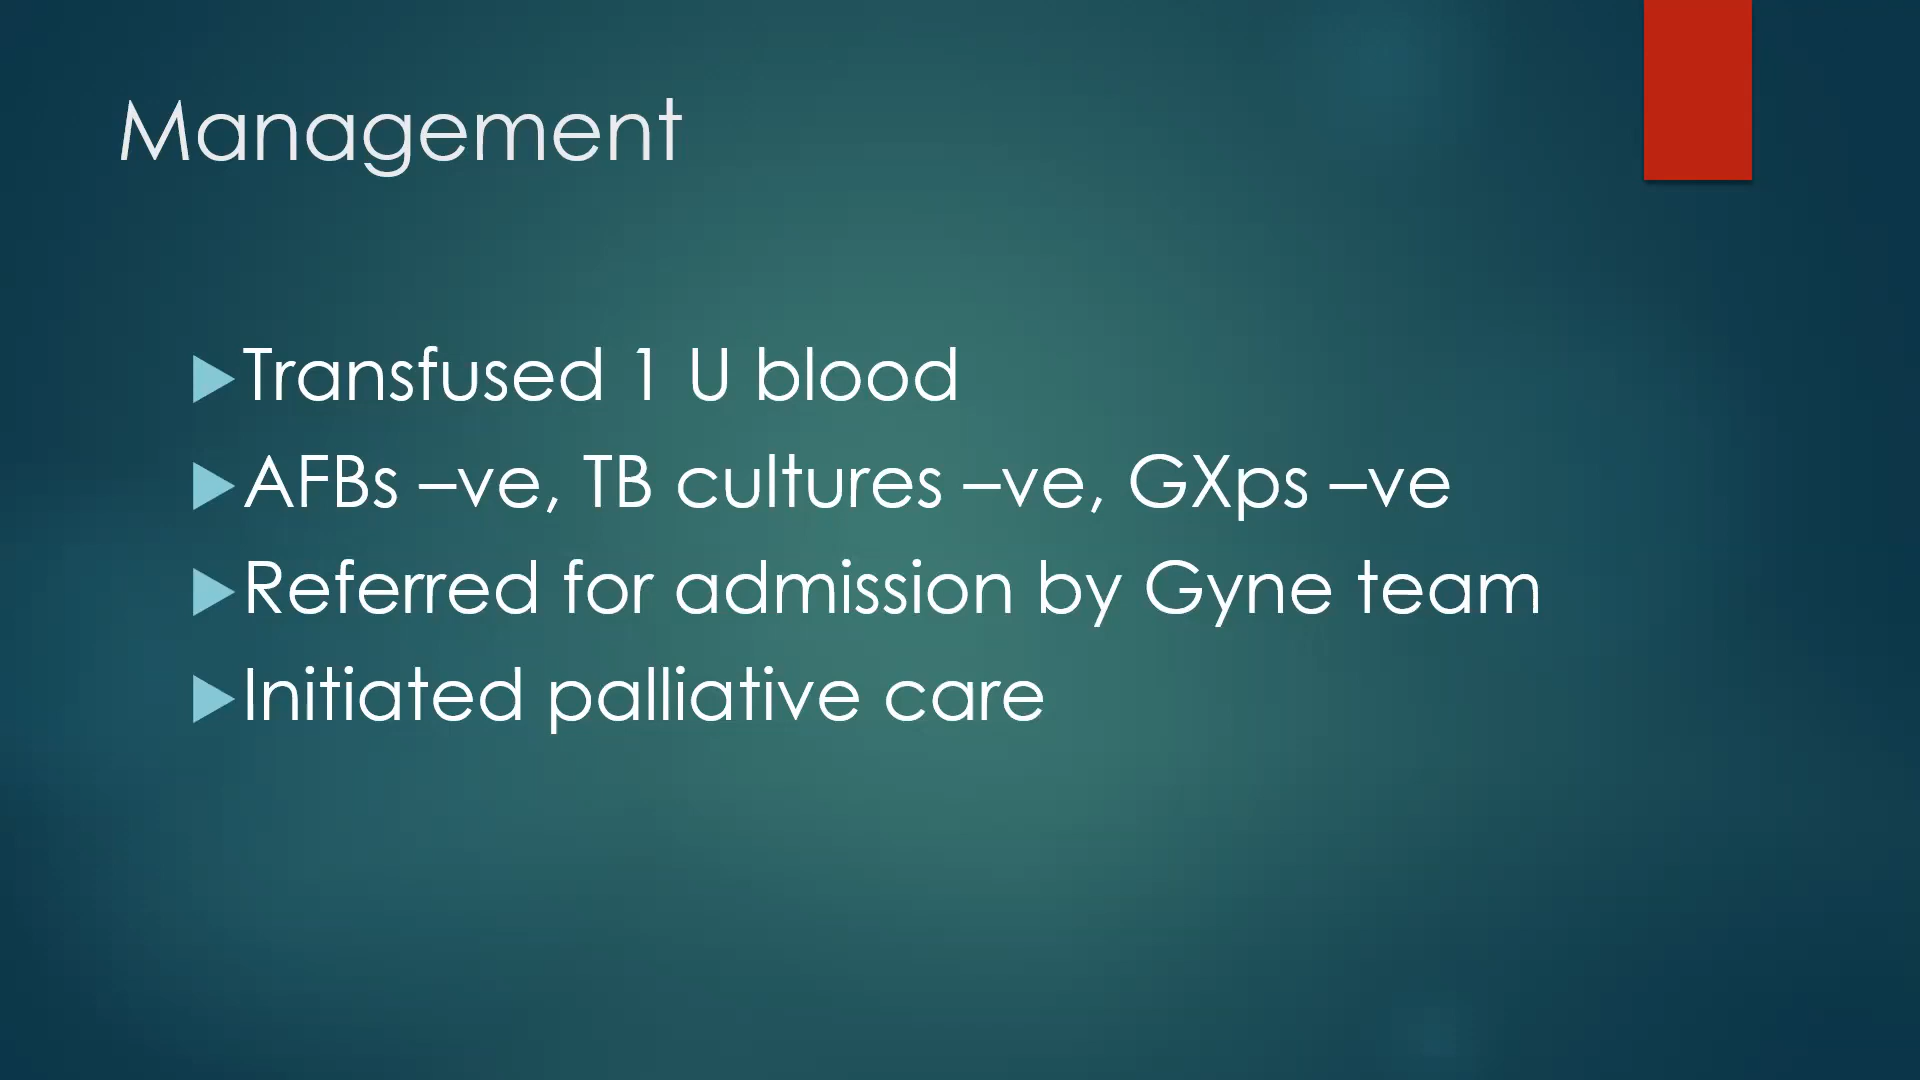 Management
Transfused 1 U blood
AFBs –ve, TB cultures –ve, GXps –ve
Referred for admission by Gyne team
Initiated palliative care